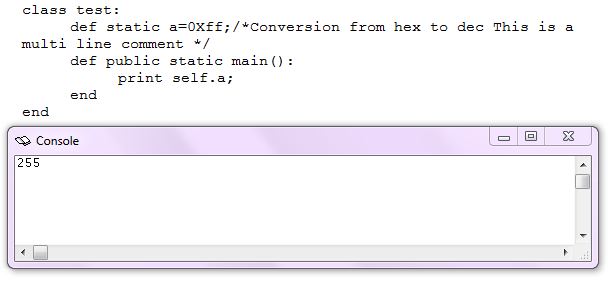 class test:
def static a=0Xff;/*Conversion from hex to dec This is a
multi line comment */
def public static main():
print self.a;
end
end
Console
255